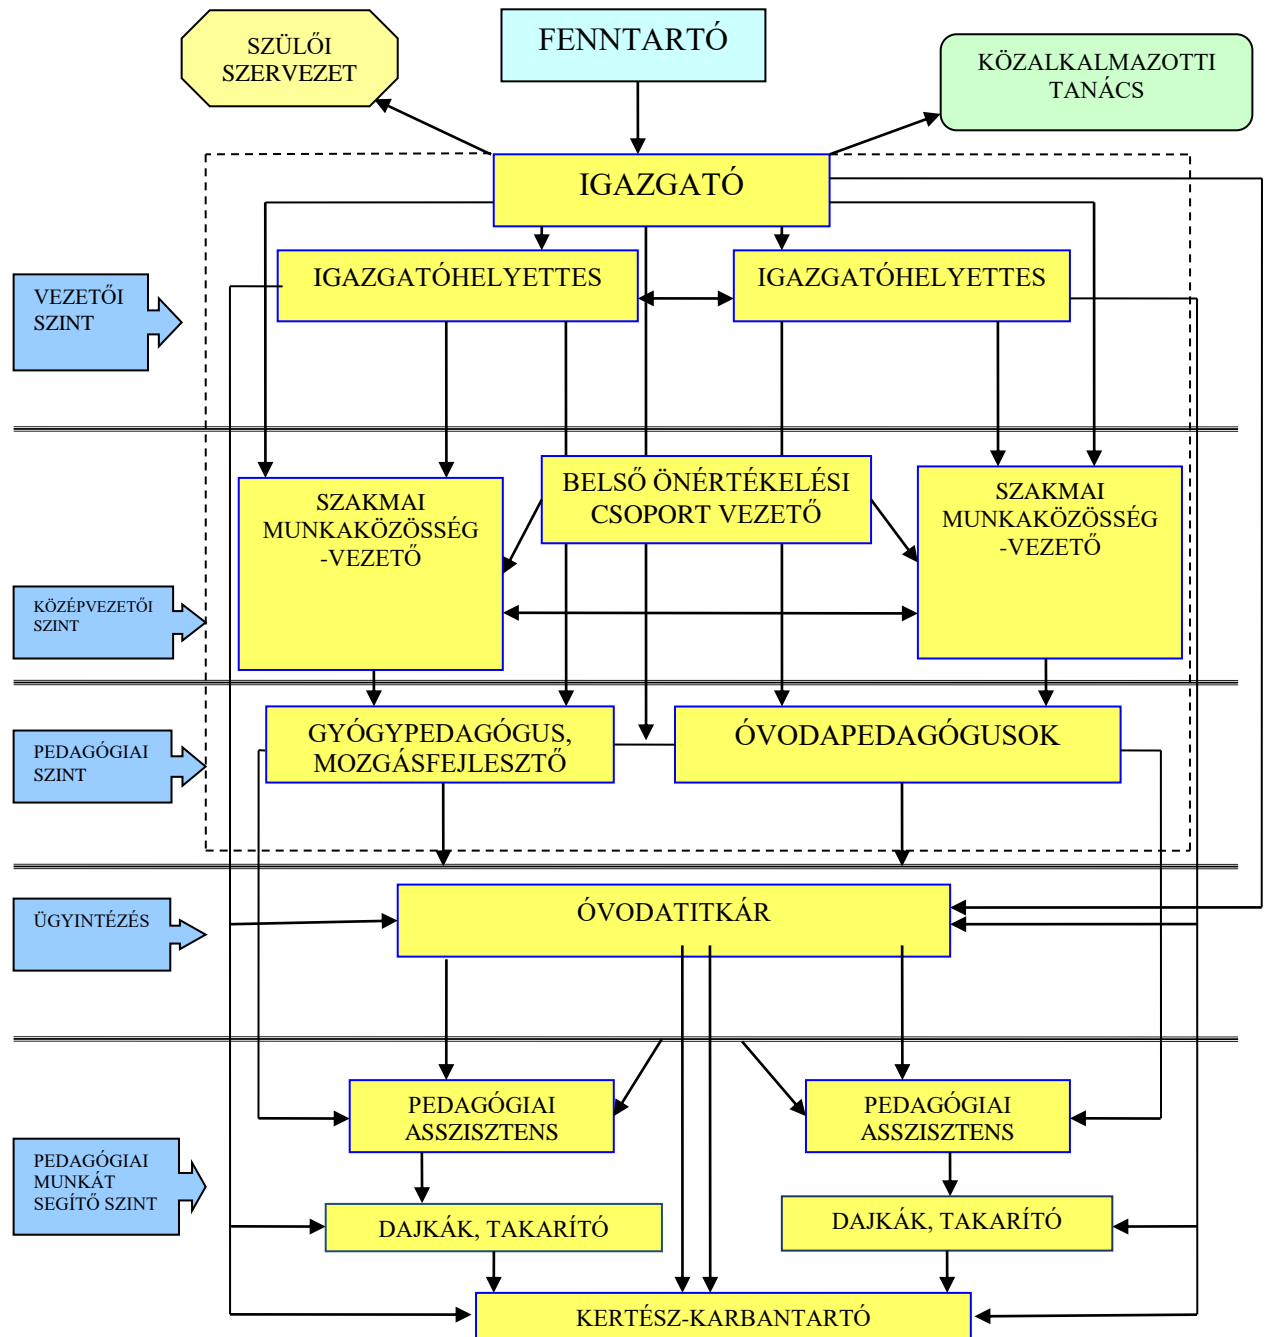 SZÜLŐI
SZERVEZET
FENNTARTÓ
KÖZALKALMAZOTTI
TANÁCS
IGAZGATÓ
IGAZGATÓHELYETTES
IGAZGATÓHELYETTES
VEZETŐI
SZINT
BELSŐ ÖNÉRTÉKELÉSI
CSOPORT VEZETŐ
SZAKMAI
MUNKAKÖZÖSSÉG
-VEZETŐ
SZAKMAI
MUNKAKÖZÖSSÉG
-VEZETŐ
KÖZÉPVEZETŐI
SZINT
GYÓGYPEDAGÓGUS,
MOZGÁSFEJLESZTŐ
ÓVODAPEDAGÓGUSOK
PEDAGÓGIAI
SZINT
ÜGYINTÉZÉS
ÓVODATITKÁR
PEDAGÓGIAI
ASSZISZTENS
PEDAGÓGIAI
ASSZISZTENS
PEDAGÓGIAI
MUNKÁT
SEGÍTŐ SZINT
DAJKÁK, TAKARÍTÓ
DAJKÁK, TAKARÍTÓ
KERTÉSZ-KARBANTARTÓ